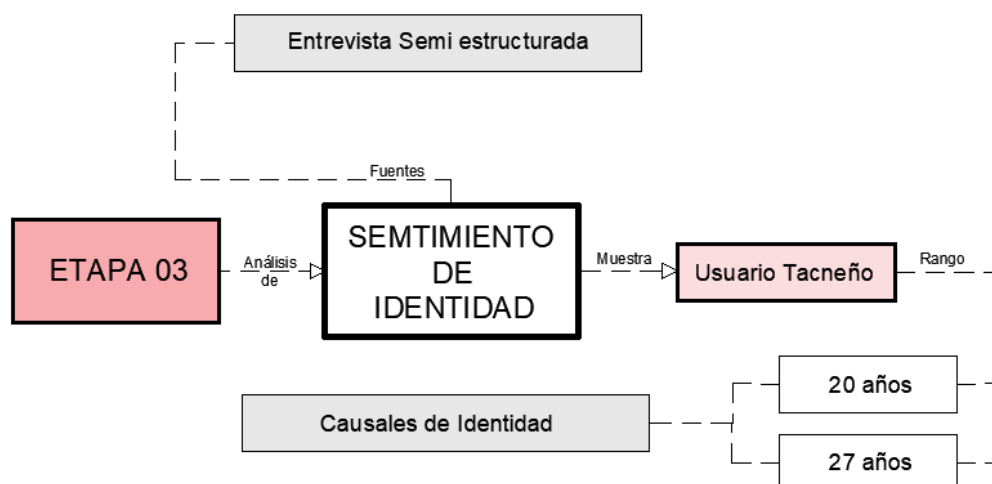 Entrevista Semi estructurada
Fuentes
ETAPA 03
Análisis
de
SEMTIMIENTO
DE
IDENTIDAD
Muestra
Usuario Tacneño
Rango
20 años
Causales de Identidad
27 años